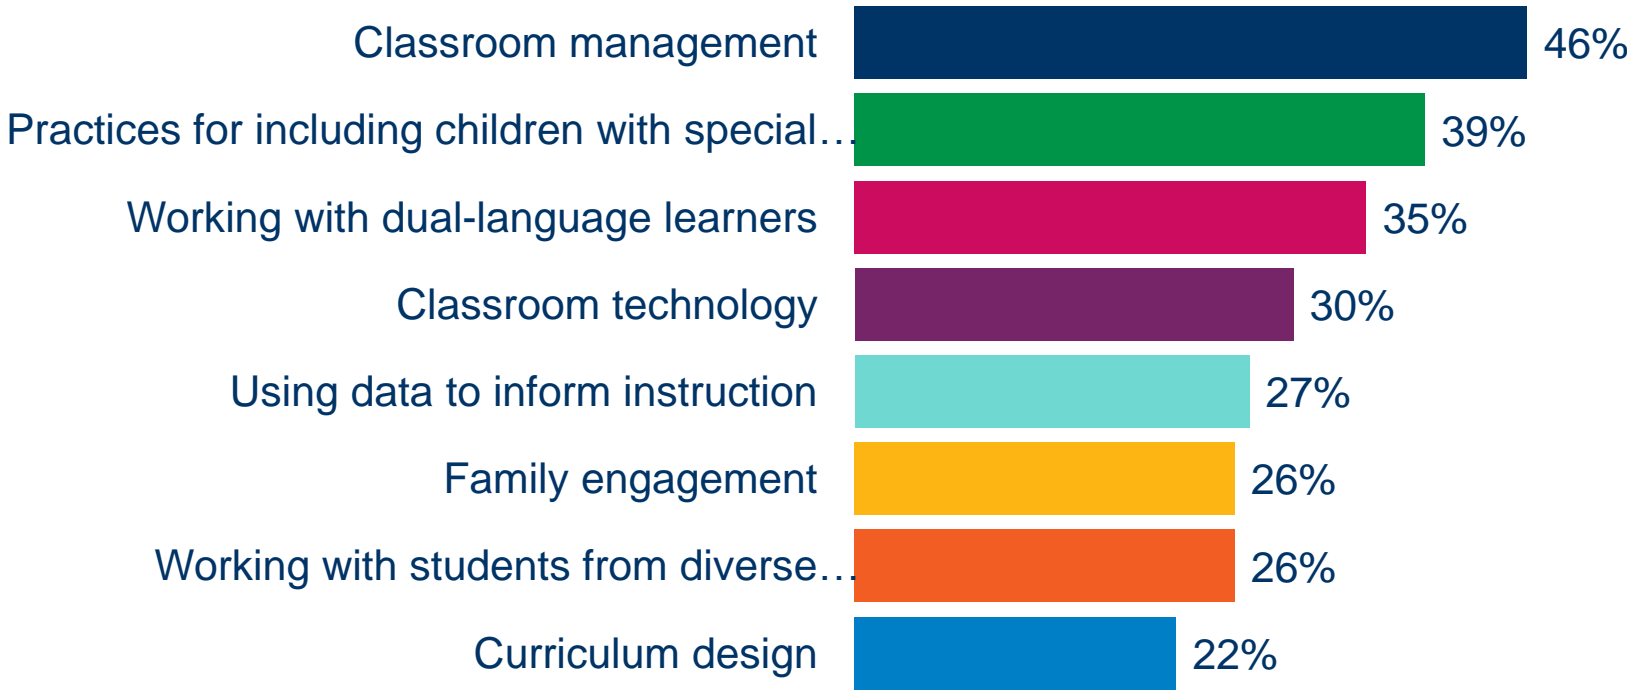 Classroom management 46%
Practices for including children with special… 39%
Working with dual-language learners 35%
Classroom technology 30%
Using data to inform instruction 27%
Family engagement 26%
Working with students from diverse… 26%
Curriculum design 22%